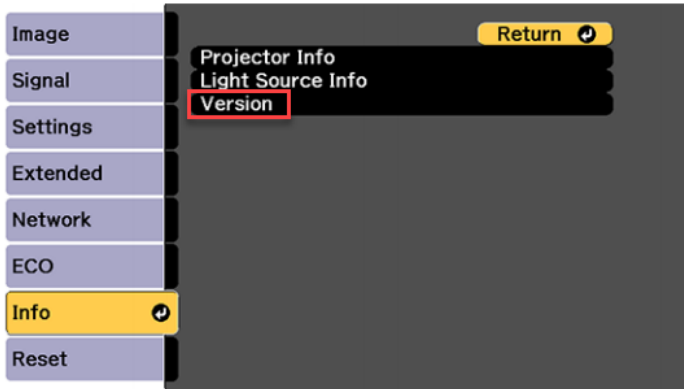 Image
Signal
Settings
Extended
Network
ECO
Info
Reset
Return
Projector Info
Light Source Info
Version